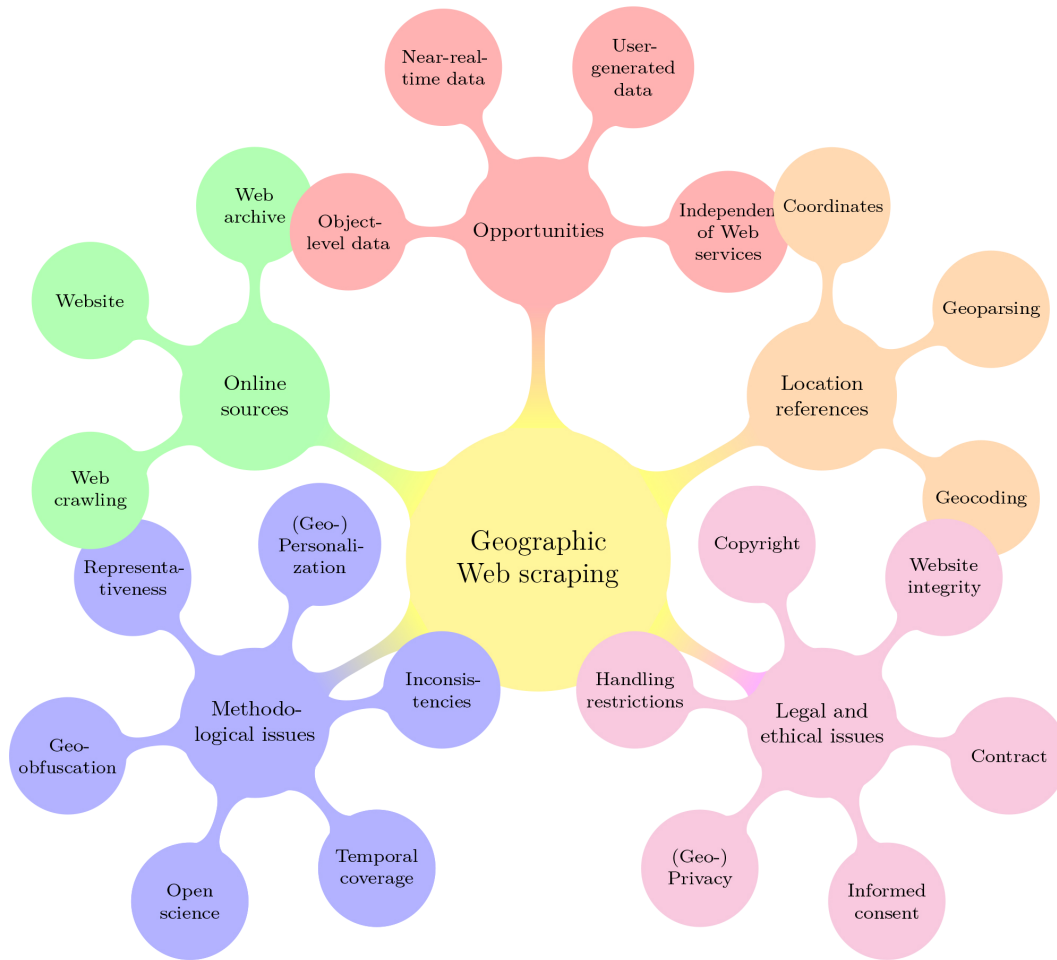 Near-real-
time data
User-
generated
data
Web
archive
Object-
level data
Opportunities
Independen
of Web
services
Coordinates
Website
Geoparsing
Online
sources
Location
references
Web
crawling
Geocoding
(Geo-)
Personali-
zation
Geographic
Web scraping
Copyright
Representa-
tiveness
Website
integrity
Inconsis-
tencies
Handling
restrictions
Methodo-
logical issues
Legal and
ethical issues
Geo-
obfuscation
Contract
Temporal
coverage
(Geo-)
Privacy
Open
science
Informed
consent